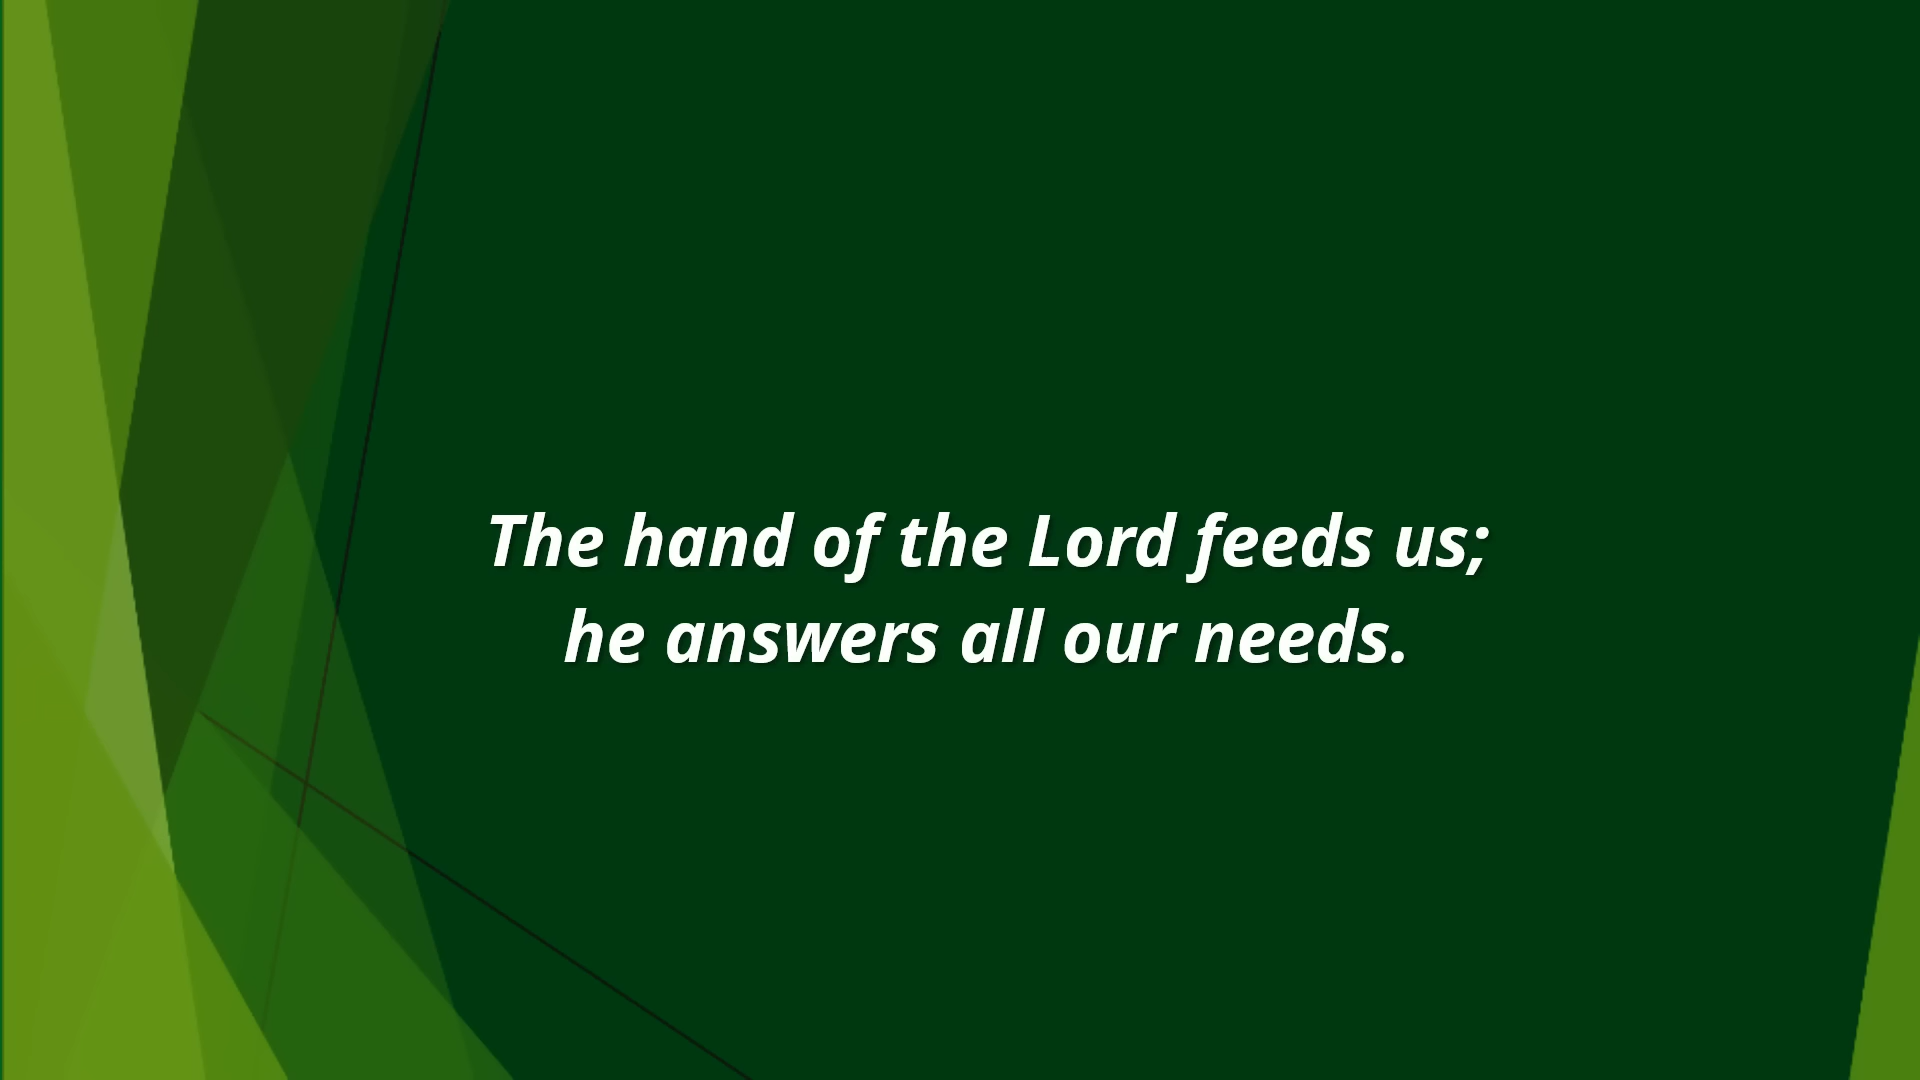 The hand of the Lord feeds us;
he answers all our needs.